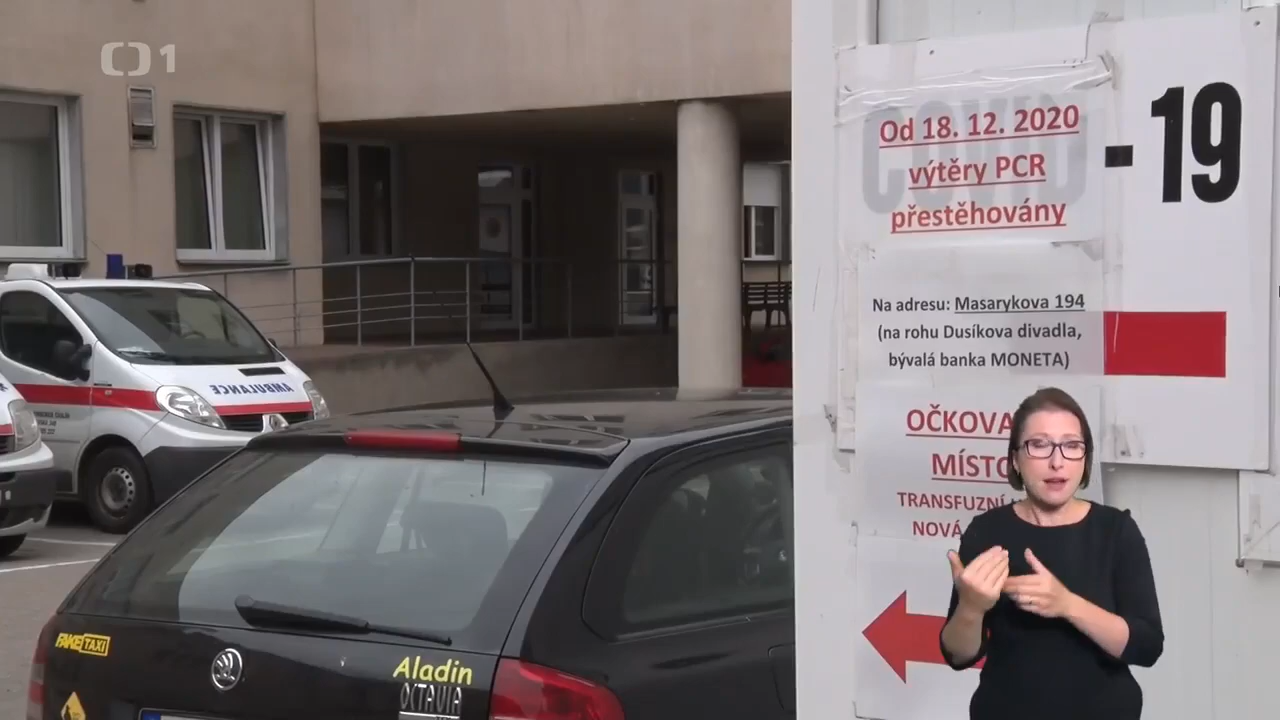 1
COVID
-19
Od 18. 12. 2020
výtěry PCR
přestěhovány
Na adresu: Masarykova 194
(na rohu Dusíkova divadla,
bývalá banka MONETA)
OČKOVA
MÍSTO
TRANSFUZNÍ
NOVÁ
AMBULANCE
FAKE TAXI
Aladin
OCTAVIA